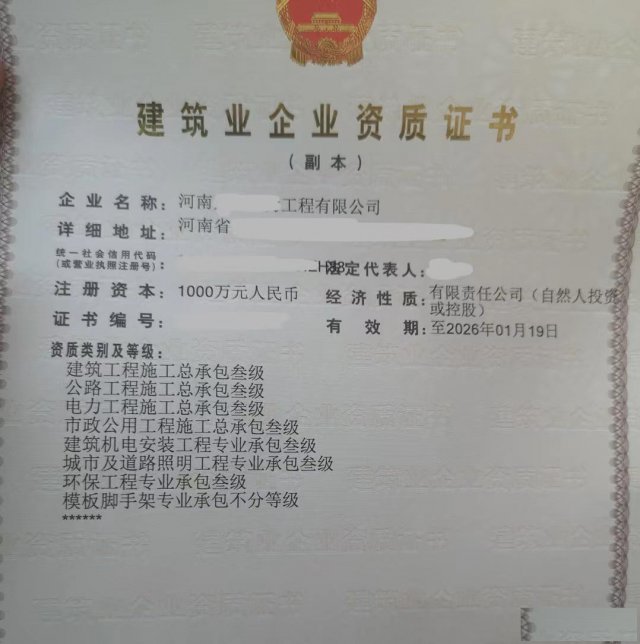 建筑业企业资质证书
（副本）
企业名称：河南 工程有限公司
详细地址：河南省
统一社会信用代码
（或营业执照注册号）：
法定代表人：
注册资本：1000万元人民币
经济性质：有限责任公司（自然人投资
或控股）
证书编号：
有效期：至2026年01月19日
资质类别及等级：
建筑工程施工总承包叁级
公路工程施工总承包叁级
电力工程施工总承包叁级
市政公用工程施工总承包叁级
建筑机电安装工程专业承包叁级
城市及道路照明工程专业承包叁级
环保工程专业承包叁级
模板脚手架专业承包不分等级
******